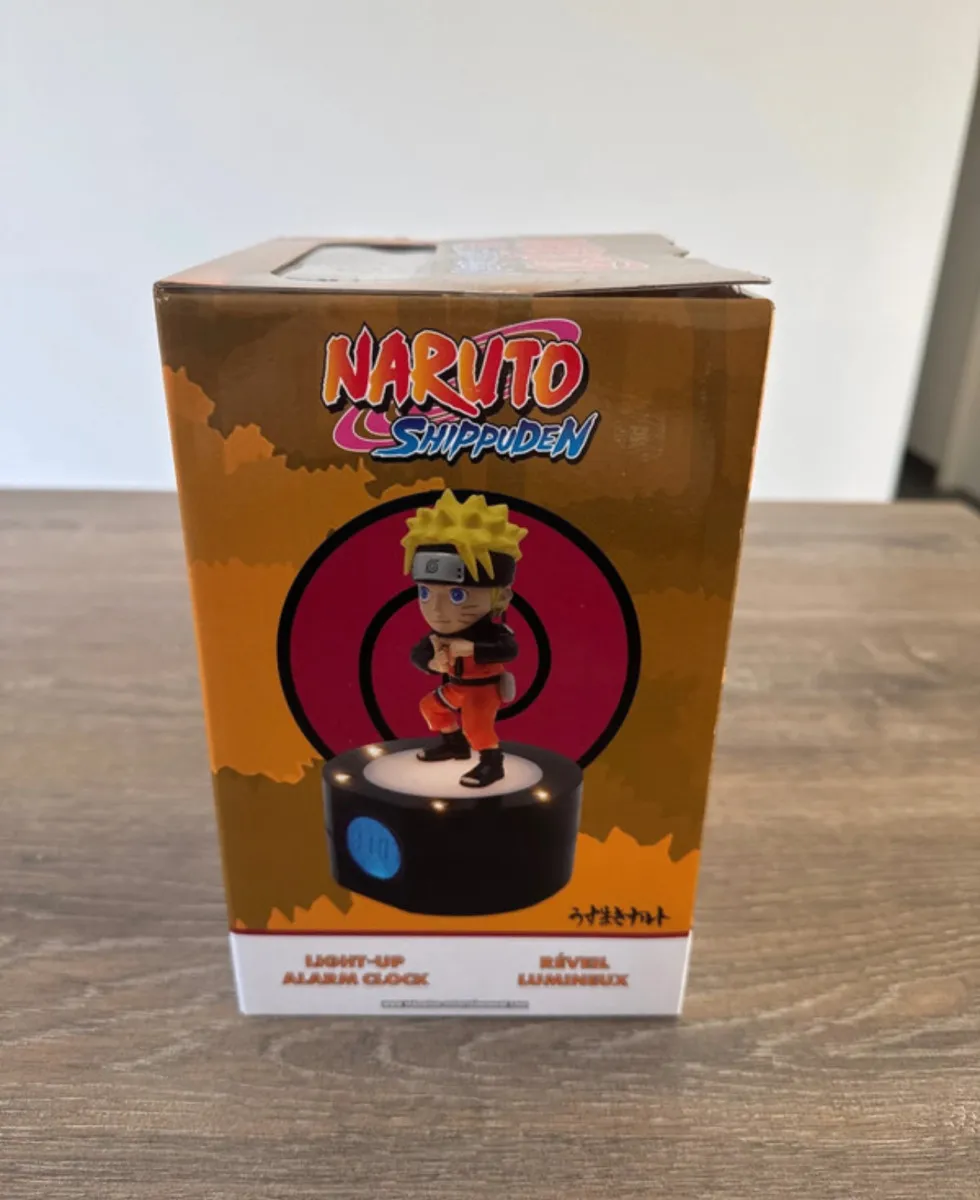 NARUTO
SHIPPUDEN
うずまきナルト
LIGHT-UP
ALARM CLOCK
RÉVEIL
LUMINEUX